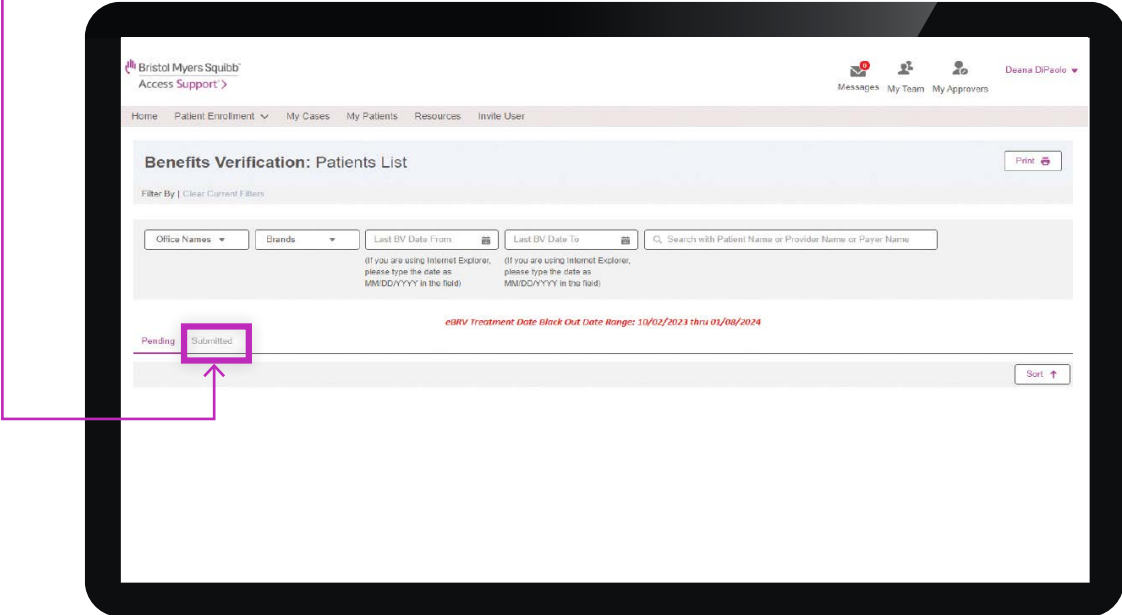 Bristol Myers Squibb™
Access Support®
0
Messages My Team My Approvers
Deana DiPaolo
Home Patient Enrollment My Cases My Patients Resources Invite User
Benefits Verification: Patients List
Print
Filter By | Clear Current Filters
Office Names Brands Last BV Date From Last BV Date To Search with Patient Name or Provider Name or Payer Name
(If you are using Internet Explorer, (If you are using Internet Explorer,
please type the date as please type the date as
MM/DD/YYYY in the field) MM/DD/YYYY in the field)
eBRV Treatment Date Black Out Date Range: 10/02/2023 thru 01/08/2024
Pending Submitted
Sort